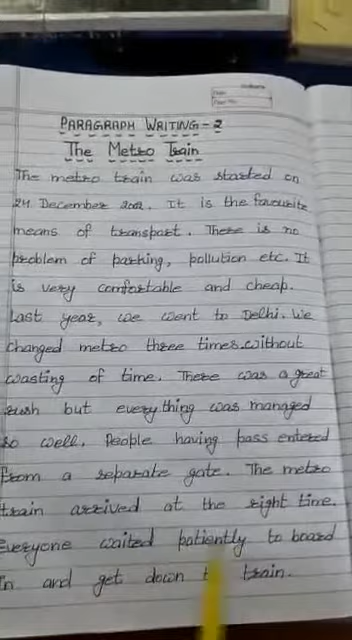 PARAGRAPH WRITING-2
The Metro Train
The metro train was started on
24 December 2002. It is the favourite
means of transport. There is no
problem of parking, pollution etc. It
is very comfortable and cheap.
Last year, we went to Delhi. We
changed metro three times.without
wasting of time. There was a great
rush but everything was managed
so well. People having pass entered
from a separate gate. The metro
train arrived at the right time.
Everyone waited patiently to board
in and get down train.